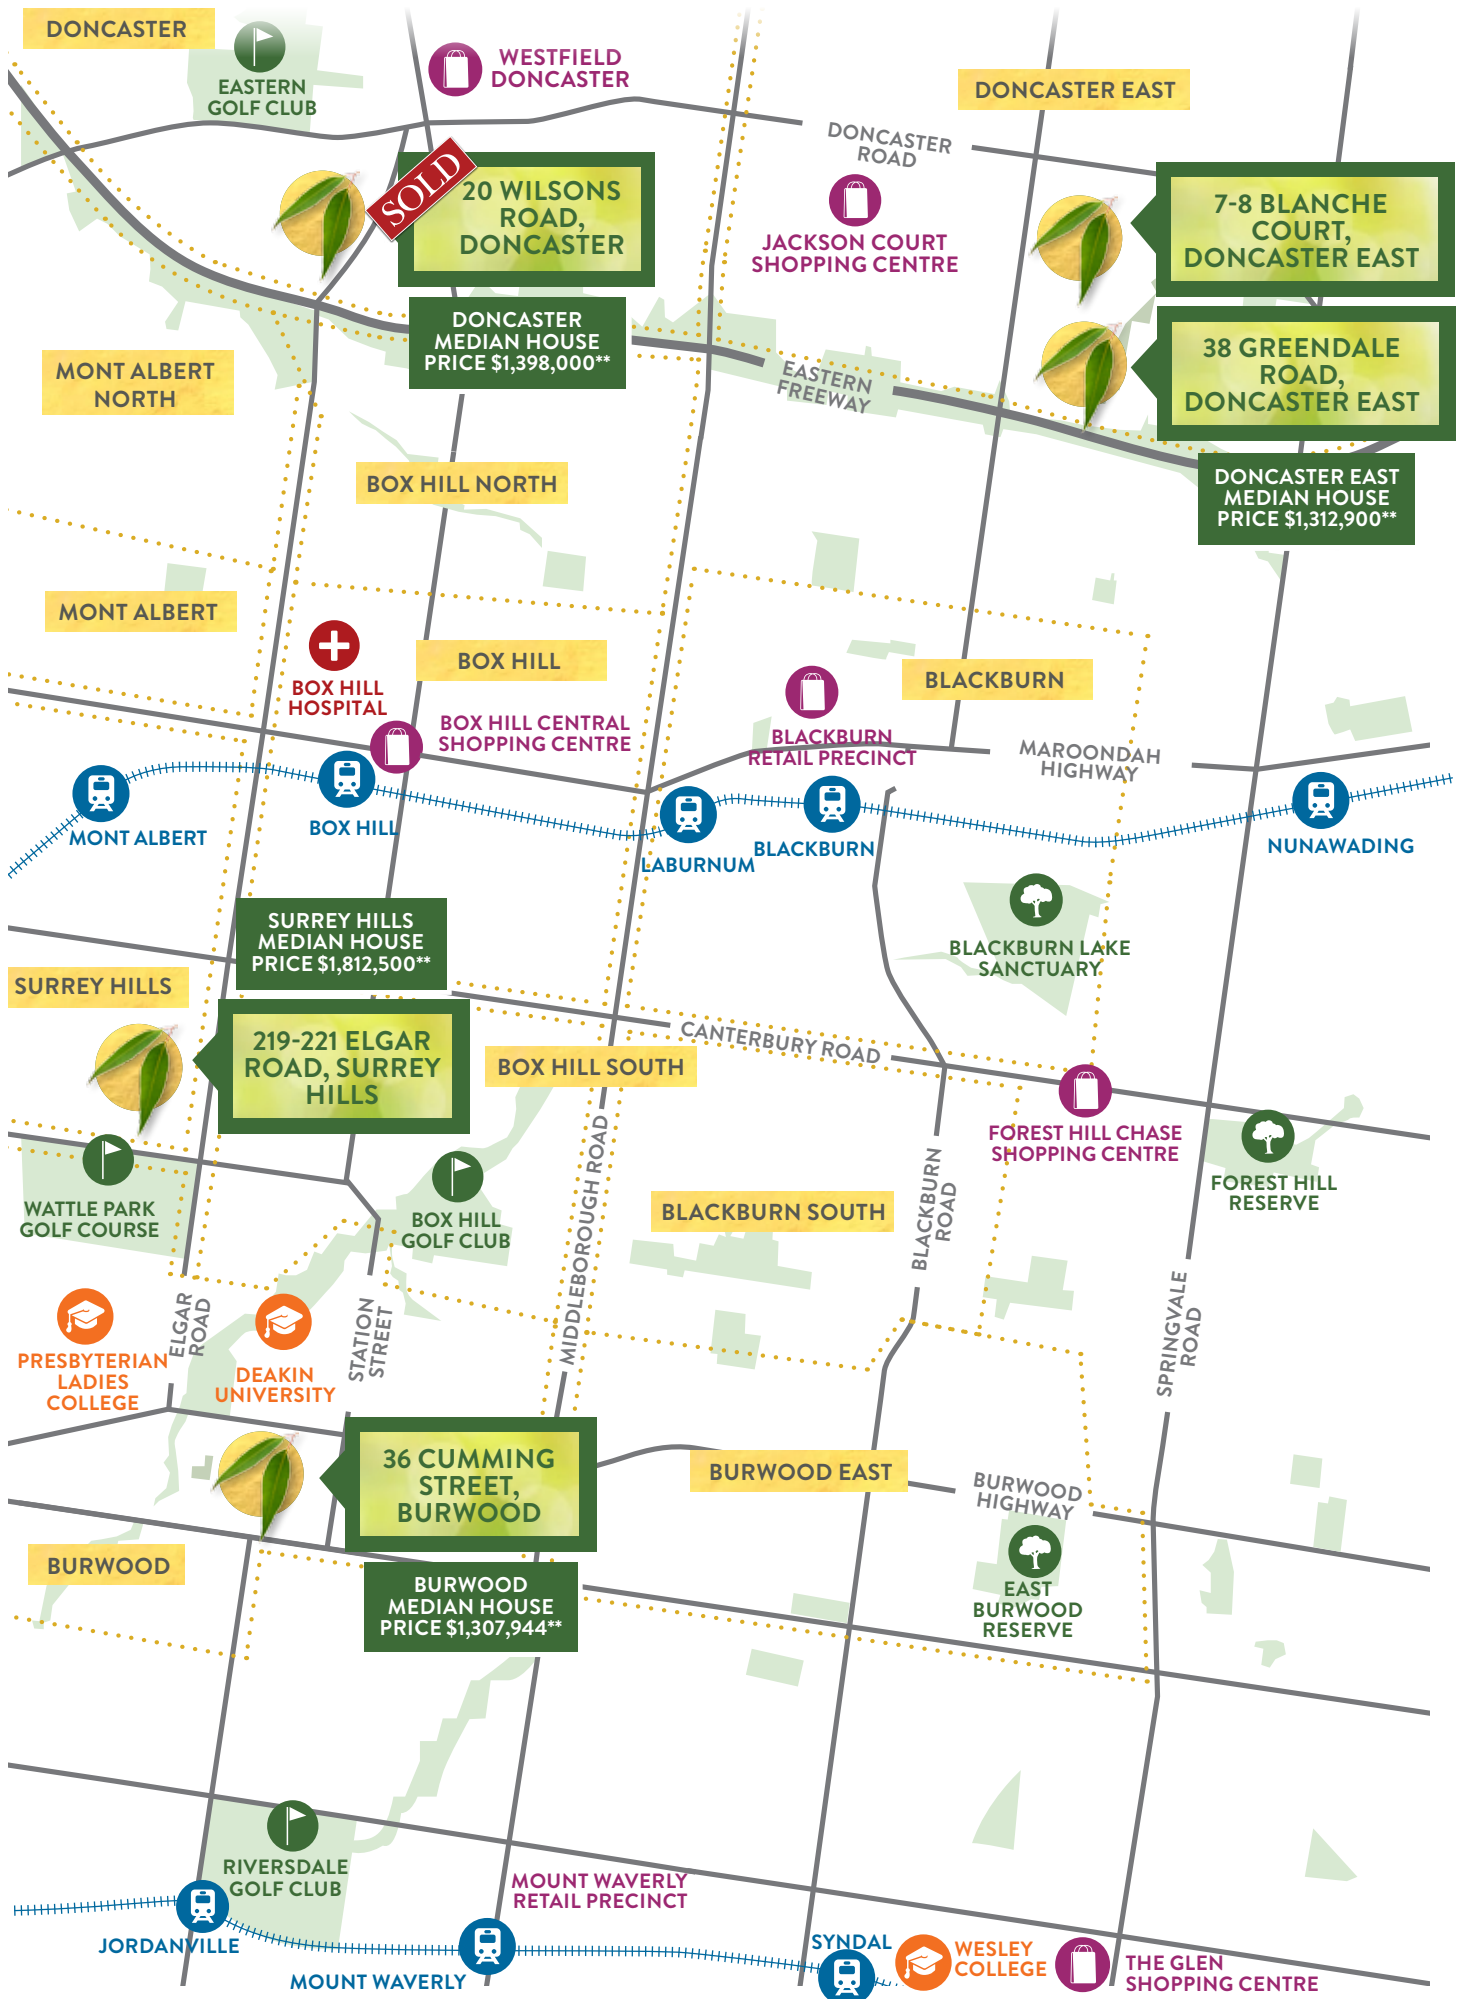 DONCASTER
EASTERN
GOLF CLUB
WESTFIELD
DONCASTER
DONCASTER EAST
DONCASTER
ROAD
SOLD
20 WILSONS
ROAD,
DONCASTER
7-8 BLANCHE
COURT,
DONCASTER EAST
JACKSON COURT
SHOPPING CENTRE
DONCASTER
MEDIAN HOUSE
PRICE $1,398,000**
38 GREENDALE
ROAD,
DONCASTER EAST
MONT ALBERT
NORTH
EASTERN
FREEWAY
BOX HILL NORTH
DONCASTER EAST
MEDIAN HOUSE
PRICE $1,312,900**
MONT ALBERT
BOX HILL
BLACKBURN
BOX HILL
HOSPITAL
BOX HILL CENTRAL
SHOPPING CENTRE
BLACKBURN
RETAIL PRECINCT
MAROONDAH
HIGHWAY
MONT ALBERT
BOX HILL
LABURNUM
BLACKBURN
NUNAWADING
SURREY HILLS
MEDIAN HOUSE
PRICE $1,812,500**
BLACKBURN LAKE
SANCTUARY
SURREY HILLS
219-221 ELGAR
ROAD, SURREY
HILLS
CANTERBURY ROAD
BOX HILL SOUTH
FOREST HILL CHASE
SHOPPING CENTRE
FOREST HILL
RESERVE
WATTLE PARK
GOLF COURSE
BOX HILL
GOLF CLUB
MIDDLEBOROUGH ROAD
BLACKBURN SOUTH
BLACKBURN
ROAD
SPRINGVALE
ROAD
ELGAR
ROAD
STATION
STREET
PRESBYTERIAN
LADIES
COLLEGE
DEAKIN
UNIVERSITY
36 CUMMING
STREET,
BURWOOD
BURWOOD EAST
BURWOOD
HIGHWAY
BURWOOD
BURWOOD
MEDIAN HOUSE
PRICE $1,307,944**
EAST
BURWOOD
RESERVE
RIVERSDALE
GOLF CLUB
MOUNT WAVERLY
RETAIL PRECINCT
JORDANVILLE
MOUNT WAVERLY
SYNDAL
WESLEY
COLLEGE
THE GLEN
SHOPPING CENTRE